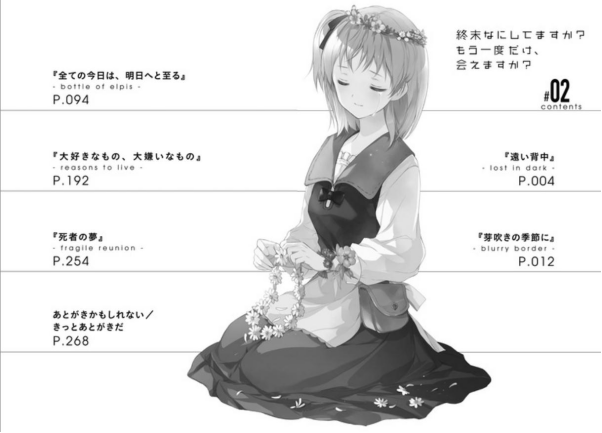 終末なにしてますか?
もう一度だけ、
会えますか?
#02
contents
『遠い背中』
- lost in dark -
P.004
『芽吹きの季節に』
- blurry border -
P.012
『全ての今日は、明日へと至る』
- bottle of elpis -
P.094
『大好きなもの、大嫌いなもの』
- reasons to live -
P.192
『死者の夢』
- fragile reunion -
P.254
あとがきかもしれない/
きっとあとがきだ
P.268